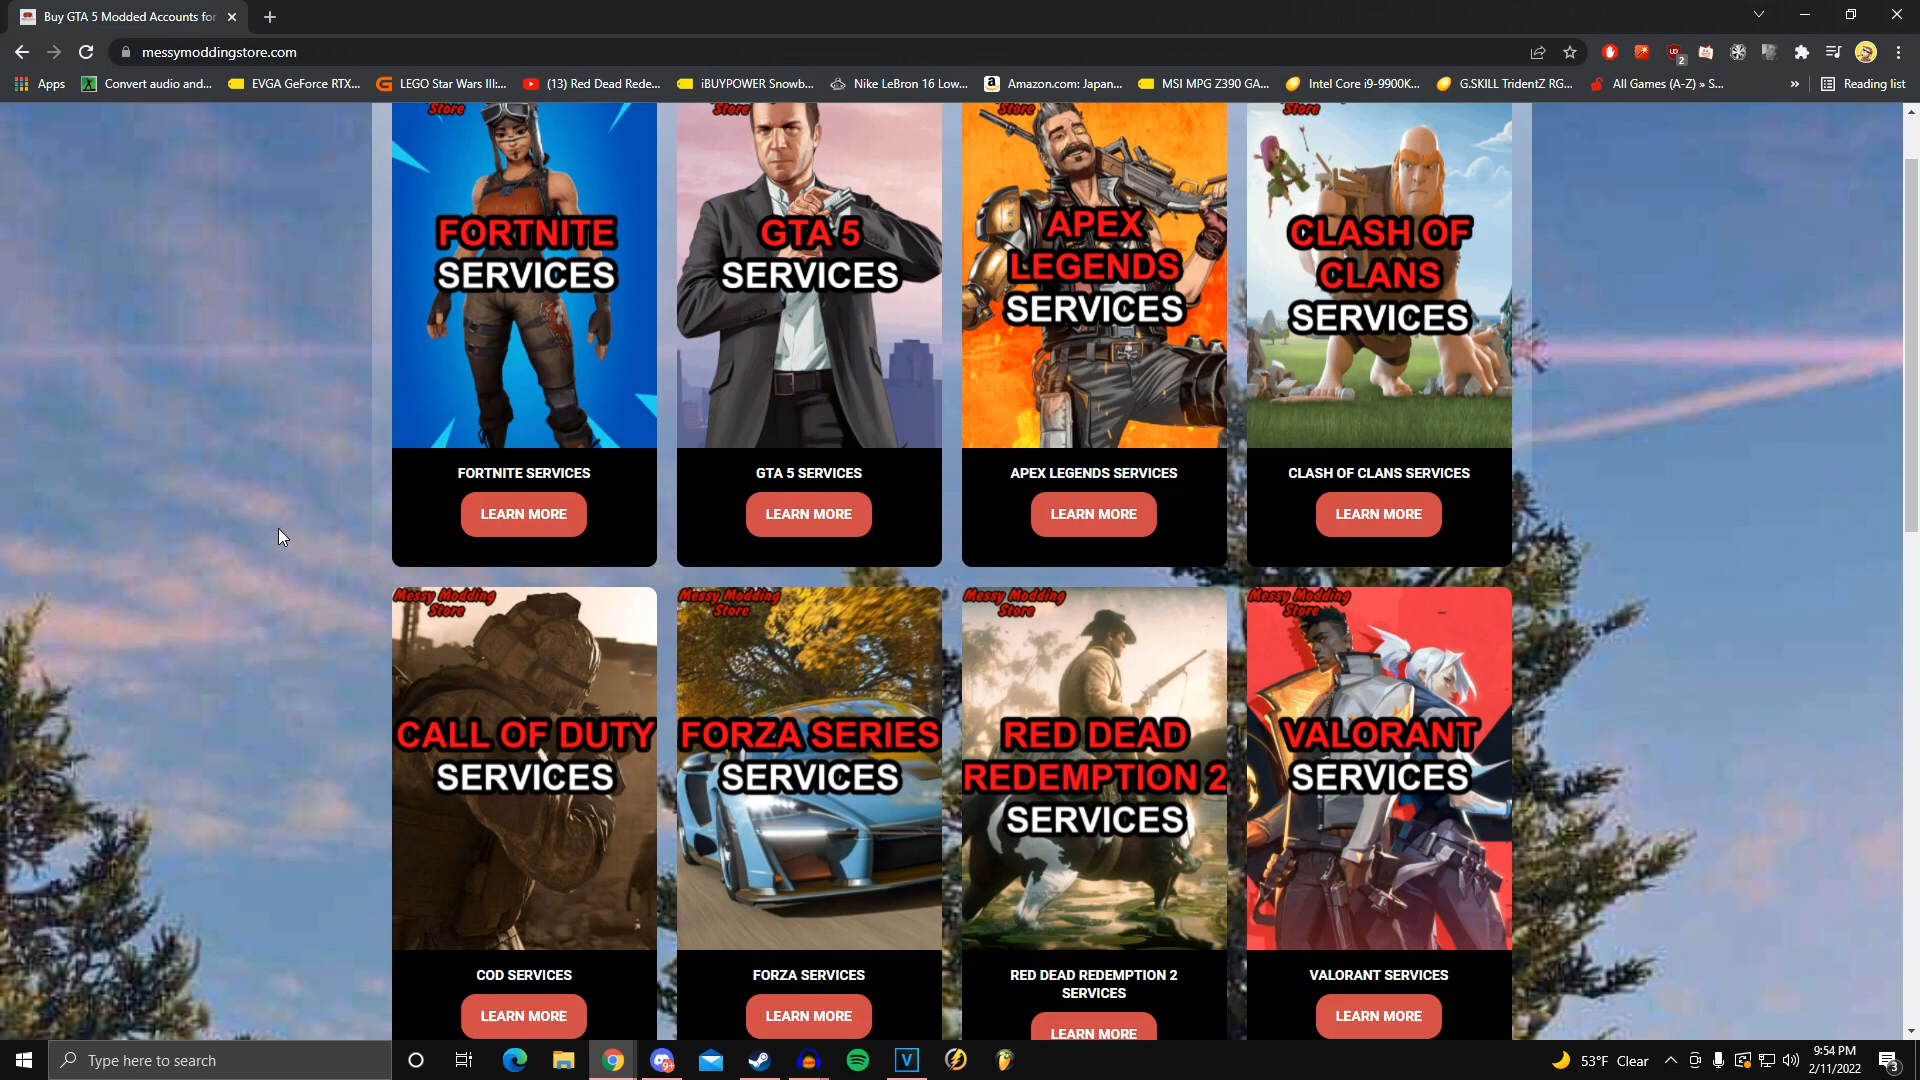 Buy GTA 5 Modded Accounts for
messymoddingstore.com
2
Apps
Convert audio and...
EVGA GeForce RTX...
LEGO Star Wars III:...
(13) Red Dead Rede...
iBUYPOWER Snowb...
Nike LeBron 16 Low...
Amazon.com: Japan...
MSI MPG Z390 GA...
Intel Core i9-9900K...
G.SKILL TridentZ RG...
All Games (A-Z) » S...
»
Reading list
Store
Store
Store
Store
FORTNITE
SERVICES
GTA 5
SERVICES
APEX
LEGENDS
SERVICES
CLASH OF
CLANS
SERVICES
FORTNITE SERVICES
GTA 5 SERVICES
APEX LEGENDS SERVICES
CLASH OF CLANS SERVICES
LEARN MORE
LEARN MORE
LEARN MORE
LEARN MORE
Messy Modding
Store
Messy Modding
Store
Messy Modding
Store
Messy Modding
Store
CALL OF DUTY
SERVICES
FORZA SERIES
SERVICES
RED DEAD
REDEMPTION 2
SERVICES
VALORANT
SERVICES
COD SERVICES
FORZA SERVICES
RED DEAD REDEMPTION 2
SERVICES
VALORANT SERVICES
LEARN MORE
LEARN MORE
LEARN MORE
LEARN MORE
Type here to search
9+
V
53°F Clear
9:54 PM
2/11/2022
3